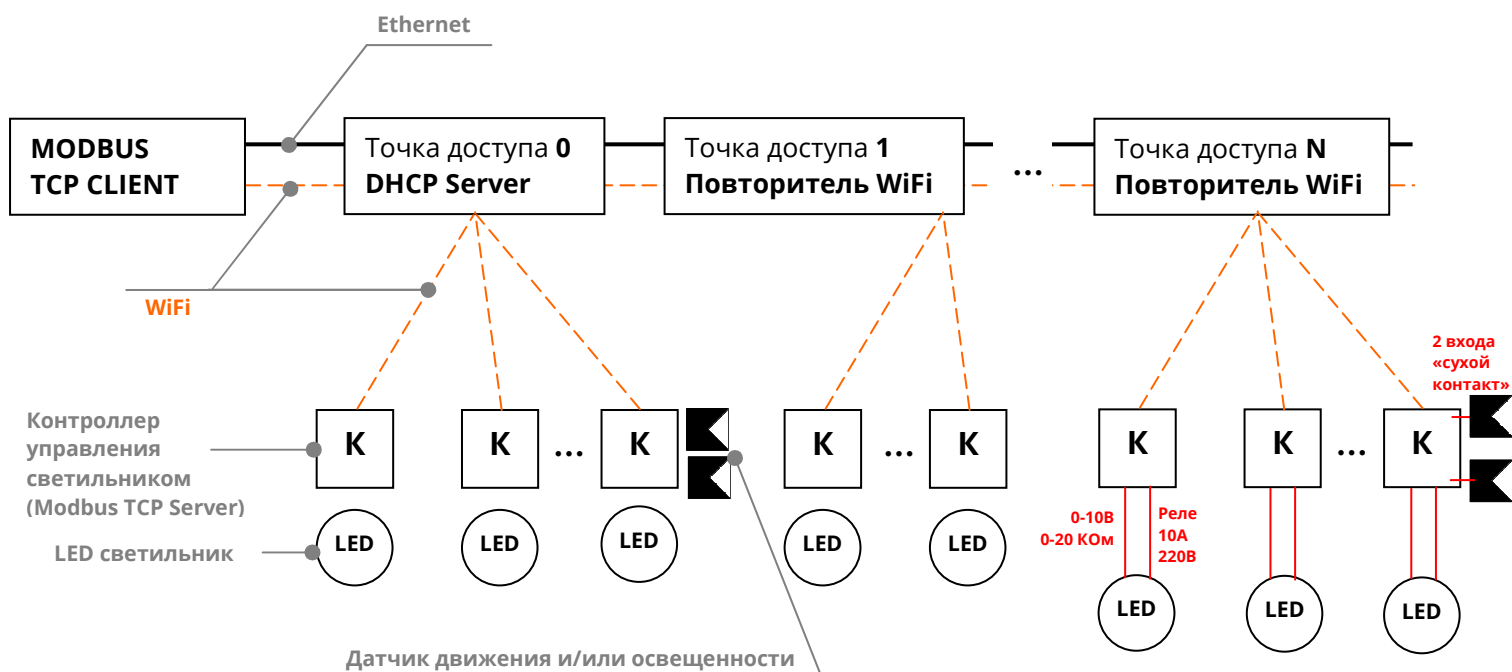 Ethernet
MODBUS
TCP CLIENT
Точка доступа 0
DHCP Server
Точка доступа 1
Повторитель WiFi
...
Точка доступа N
Повторитель WiFi
WiFi
2 входа
«сухой
контакт»
Контроллер
управления
светильником
(Modbus TCP Server)
К
К
...
К
К
...
К
К
К
...
К
0-10В
0-20 КОм
Реле
10А
220В
LED светильник
LED
LED
LED
LED
LED
LED
LED
LED
Датчик движения и/или освещенности